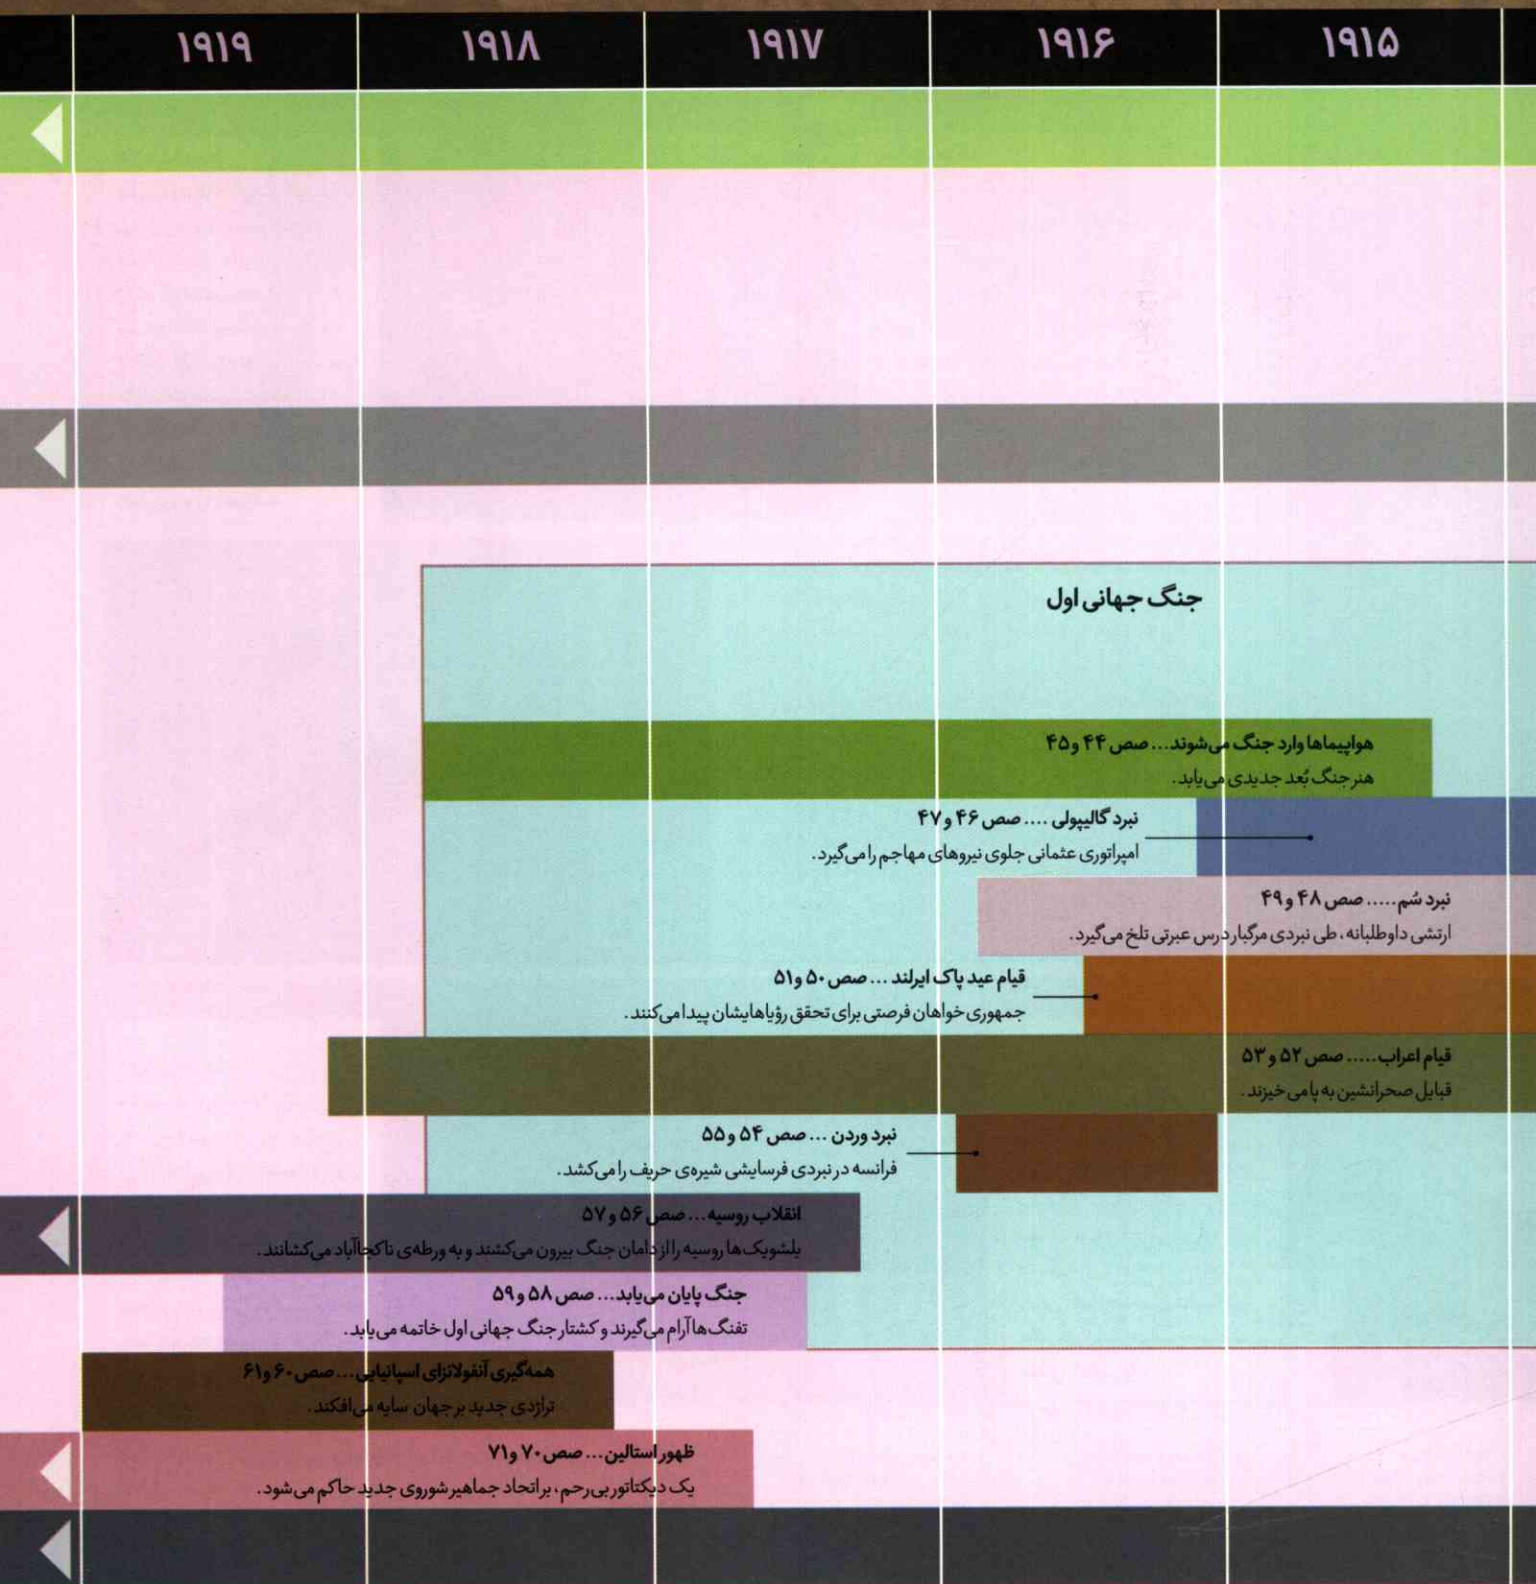 ۱۹۱۵ ۱۹۱۶ ۱۹۱۷ ۱۹۱۸ ۱۹۱۹
جنگ جهانی اول
هواپیماها وارد جنگ می‌شوند... صص ۴۴ و ۴۵
هنر جنگ بُعد جدیدی می‌یابد.
نبرد گالیپولی .... صص ۴۶ و ۴۷
امپراتوری عثمانی جلوی نیروهای مهاجم را می‌گیرد.
نبرد سُم..... صص ۴۸ و ۴۹
ارتشی داوطلبانه، طی نبردی مرگبار درس عبرتی تلخ می‌گیرد.
قیام عید پاک ایرلند ... صص ۵۰ و ۵۱
جمهوری خواهان فرصتی برای تحقق رؤیاهایشان پیدا می‌کنند.
قیام اعراب..... صص ۵۲ و ۵۳
قبایل صحرانشین به پا می‌خیزند.
نبرد وردن ... صص ۵۴ و ۵۵
فرانسه در نبردی فرسایشی شیره‌ی حریف را می‌کشد.
انقلاب روسیه... صص ۵۶ و ۵۷
بلشویک‌ها روسیه را از دامان جنگ بیرون می‌کشند و به ورطه‌ی ناکجاآباد می‌کشانند.
جنگ پایان می‌یابد... صص ۵۸ و ۵۹
تفنگ‌ها آرام می‌گیرند و کشتار جنگ جهانی اول خاتمه می‌یابد.
همه‌گیری آنفولانزای اسپانیایی... صص ۶۰ و ۶۱
تراژدی جدید بر جهان سایه می‌افکند.
ظهور استالین... صص ۷۰ و ۷۱
یک دیکتاتور بی‌رحم، بر اتحاد جماهیر شوروی جدید حاکم می‌شود.